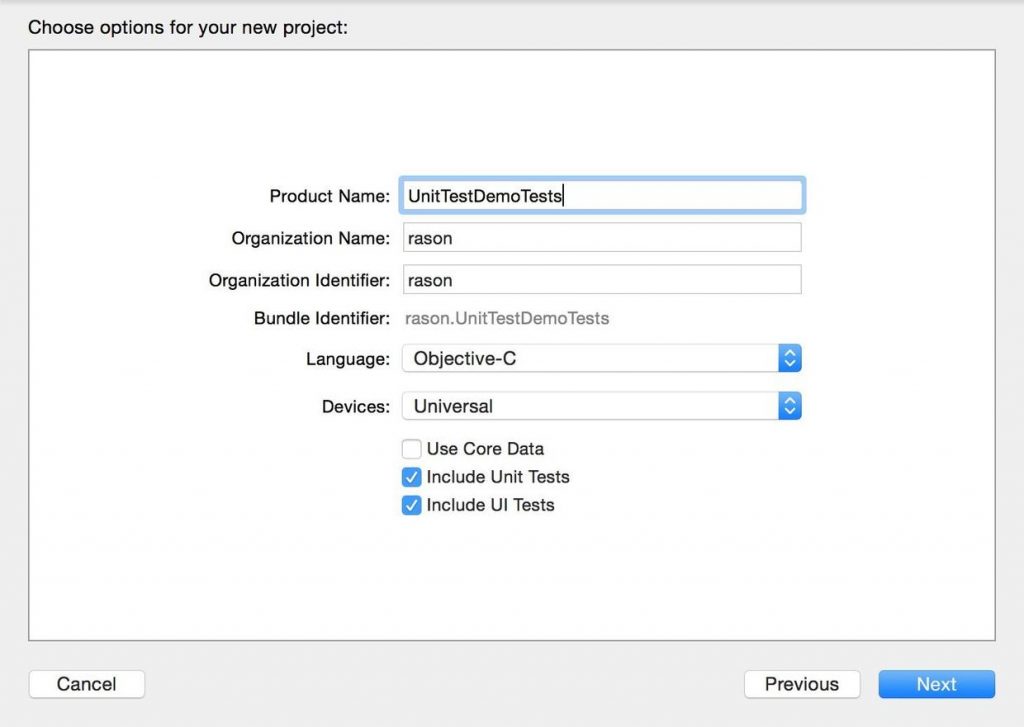 Choose options for your new project:
Product Name: UnitTestDemoTests
Organization Name: rason
Organization Identifier: rason
Bundle Identifier: rason.UnitTestDemoTests
Language: Objective-C
Devices: Universal
Use Core Data
Include Unit Tests
Include UI Tests
Cancel Previous Next